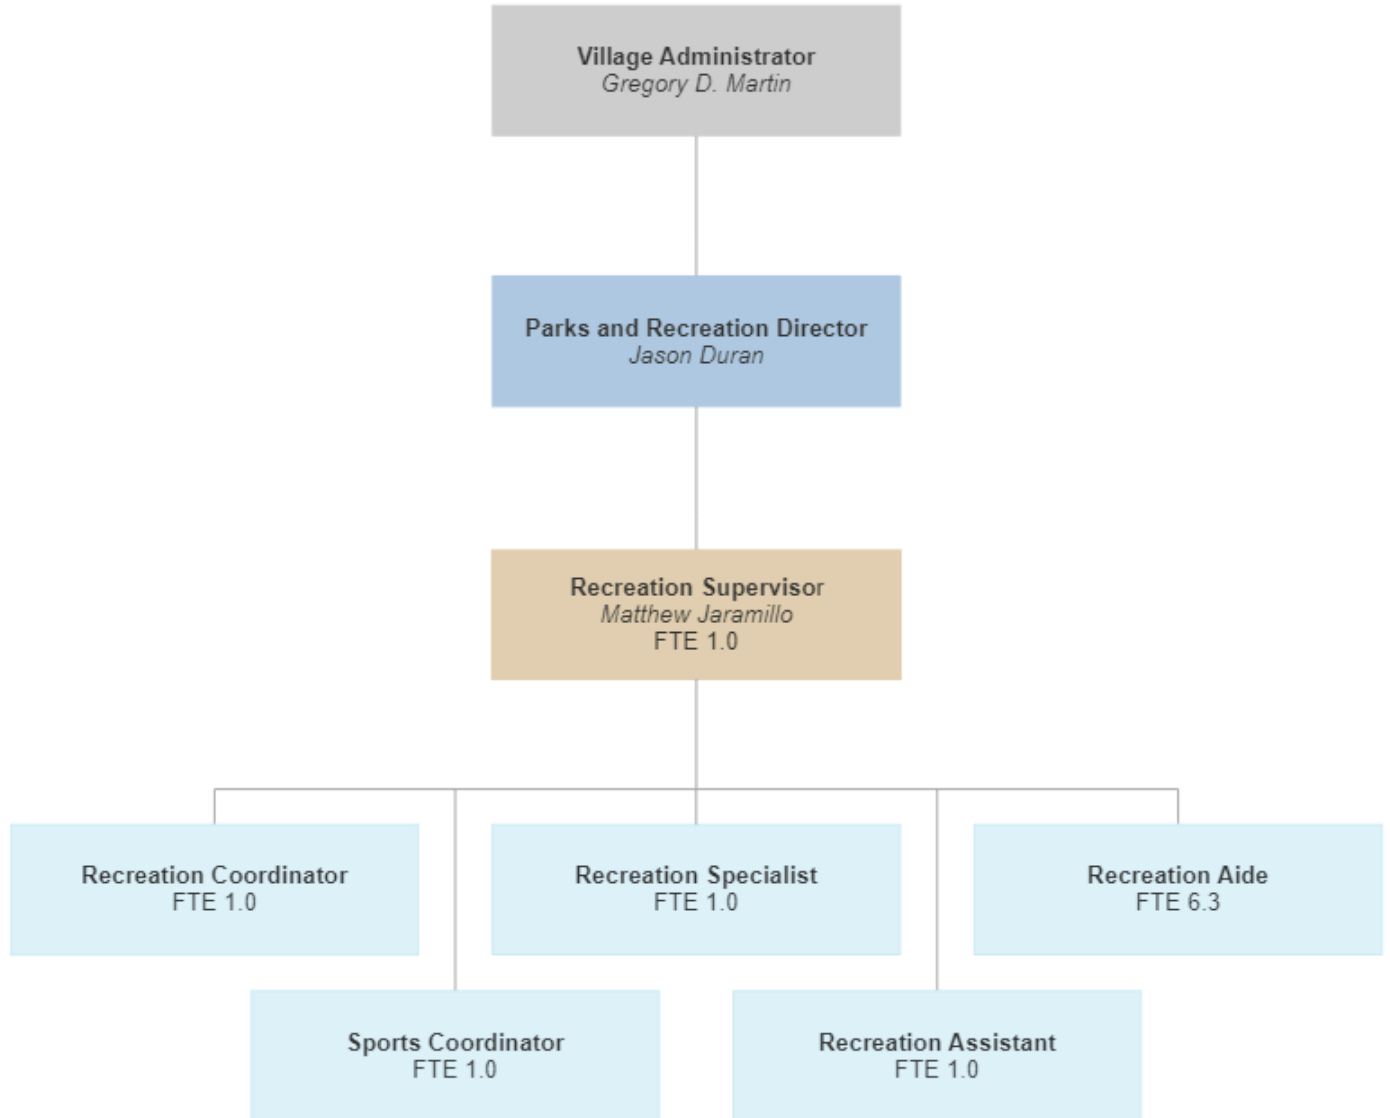 Village Administrator
Gregory D. Martin
Parks and Recreation Director
Jason Duran
Recreation Supervisor
Matthew Jaramillo
FTE 1.0
Recreation Coordinator
FTE 1.0
Recreation Specialist
FTE 1.0
Recreation Aide
FTE 6.3
Sports Coordinator
FTE 1.0
Recreation Assistant
FTE 1.0